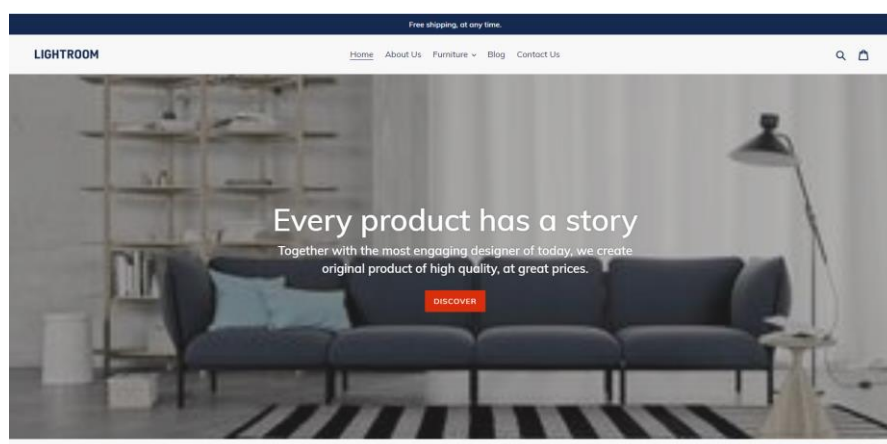 Free shipping, at any time.
LIGHTROOM
Home About Us Furniture Blog Contact Us
Every product has a story
Together with the most engaging designer of today, we create
original product of high quality, at great prices.
DISCOVER